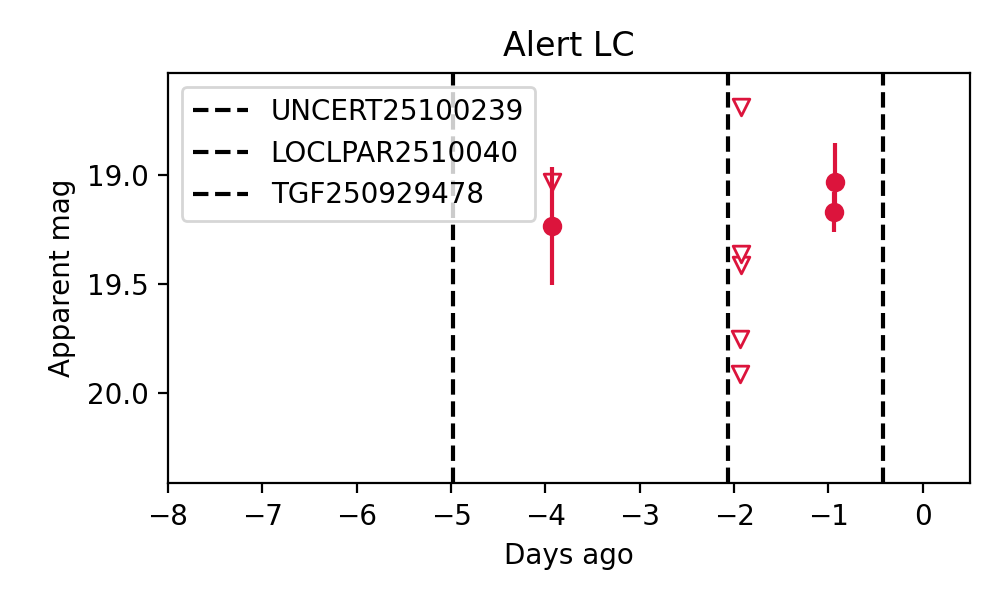 Alert LC
UNCERT25100239
LOCLPAR2510040
TGF250929478
Apparent mag
19.0
19.5
20.0
−8 −7 −6 −5 −4 −3 −2 −1 0
Days ago